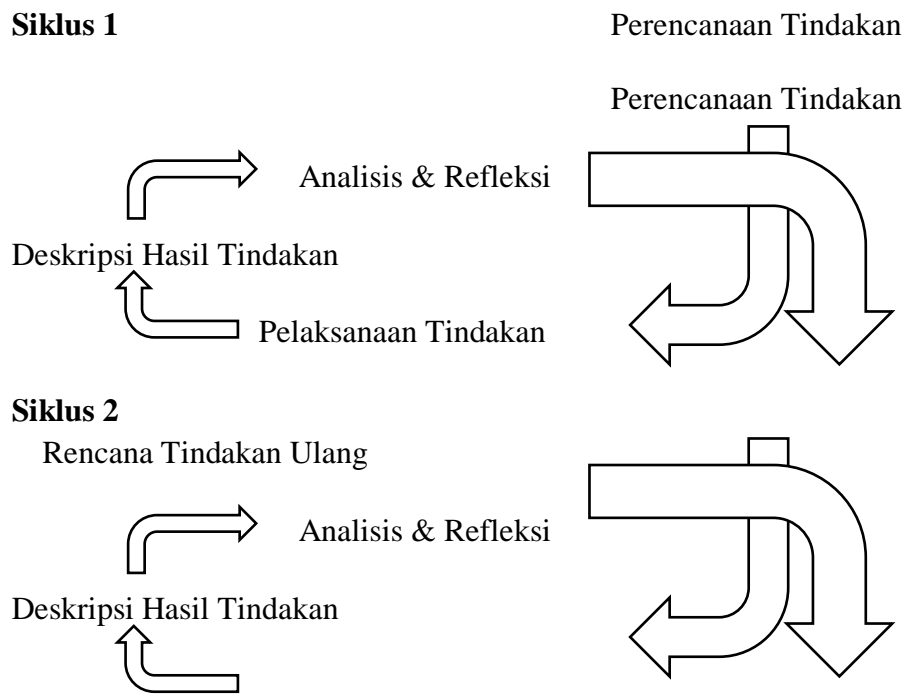 Siklus 1 Perencanaan Tindakan
Perencanaan Tindakan
Analisis & Refleksi
Deskripsi Hasil Tindakan
Pelaksanaan Tindakan
Siklus 2
Rencana Tindakan Ulang
Analisis & Refleksi
Deskripsi Hasil Tindakan